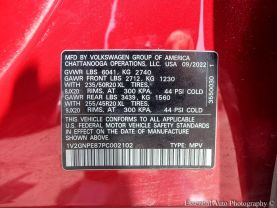 MFD BY VOLKSWAGEN GROUP OF AMERICA
CHATTANOOGA OPERATIONS, LLC USA 09/2022
GVWR LBS 6041, KG 2740
GAWR FRONT LBS 2712, KG 1230
WITH 235/50R20 XL TIRES,
8JX20 RIMS AT 300 KPA, 44 PSI COLD
GAWR REAR LBS 3439, KG 1560
WITH 255/45R20 XL TIRES,
9JX20 RIMS AT 300 KPA, 44 PSI COLD
THIS VEHICLE CONFORMS TO ALL APPLICABLE
U.S. FEDERAL MOTOR VEHICLE SAFETY STANDARDS
IN EFFECT ON THE DATE OF
MANUFACTURE SHOWN ABOVE.
1V2GNPE87PC002102 TYPE: MPV
Essential Auto Photography